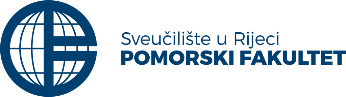 Sveučilište u Rijeci
POMORSKI FAKULTET